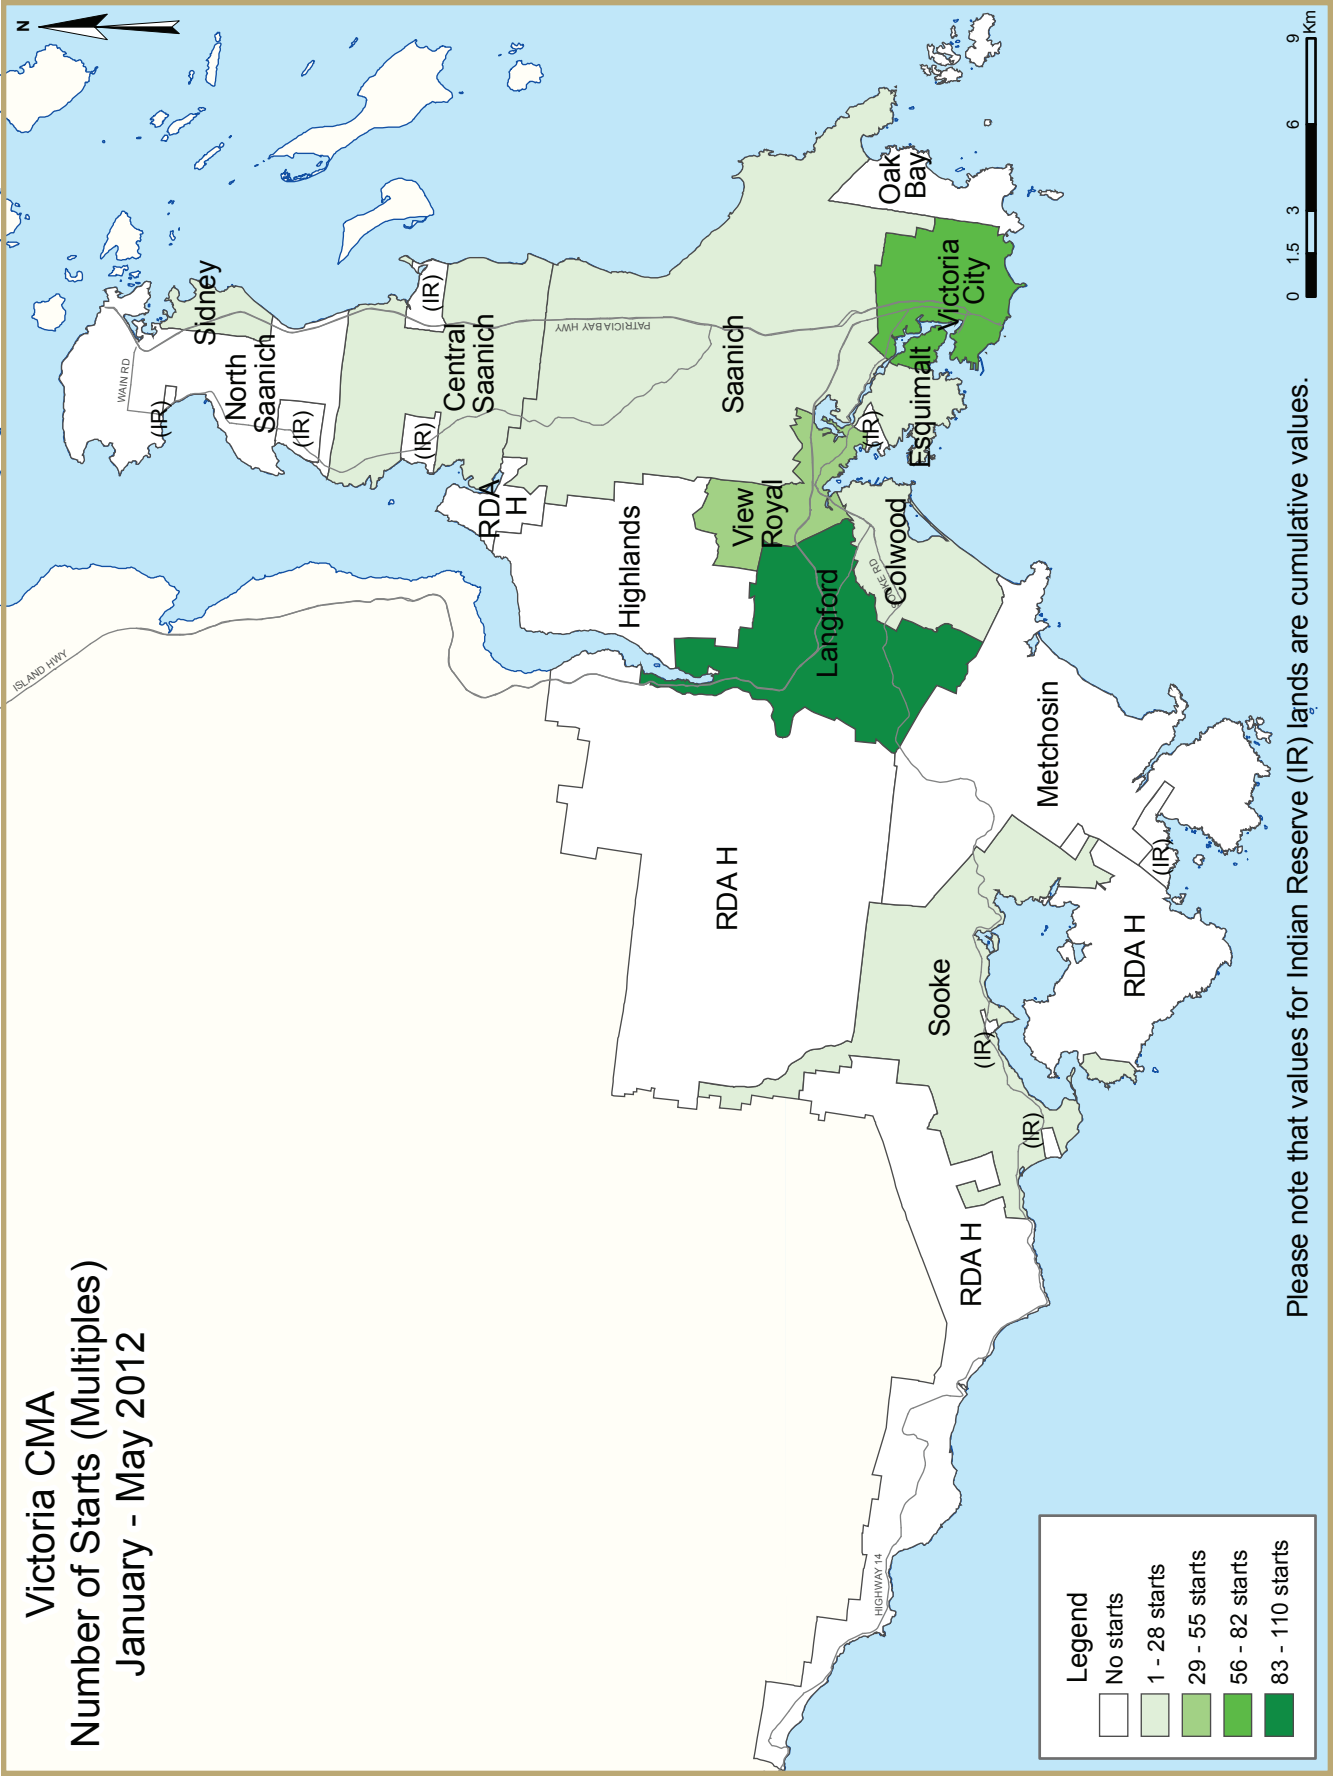 Victoria CMA
Number of Starts (Multiples)
January - May 2012
N
ISLAND HWY
WAIN RD
(IR)
Sidney
North
Saanich
(IR)
(IR)
Central
Saanich
(IR)
PATRICIA BAY HWY
RDA
H
Saanich
Highlands
View
Royal
Oak
Bay
Victoria
City
Esquimalt
(IR)
Langford
Colwood
SOOKE RD
Metchosin
(IR)
RDA H
Sooke
(IR)
(IR)
RDA H
RDA H
HIGHWAY 14
Legend
No starts
1 - 28 starts
29 - 55 starts
56 - 82 starts
83 - 110 starts
0 1.5 3 6 9
Km
Please note that values for Indian Reserve (IR) lands are cumulative values.